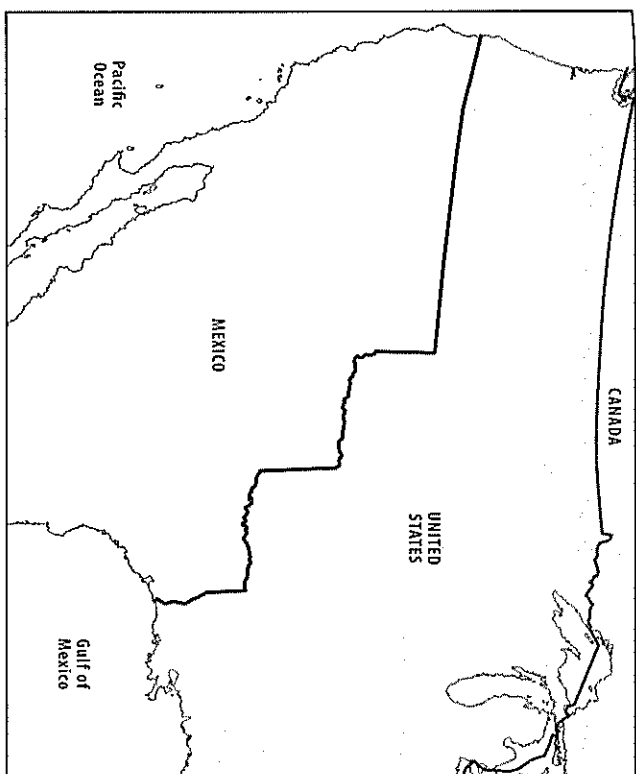 CANADA
UNITED
STATES
MEXICO
Pacific
Ocean
Gulf of
Mexico